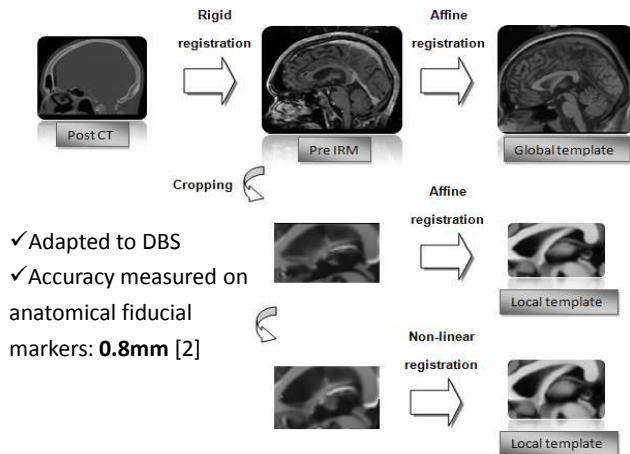 Rigid
registration
Affine
registration
Post CT
Pre IRM
Global template
Cropping
Affine
registration
✓Adapted to DBS
✓Accuracy measured on
anatomical fiducial
markers: 0.8mm [2]
Local template
Non-linear
registration
Local template